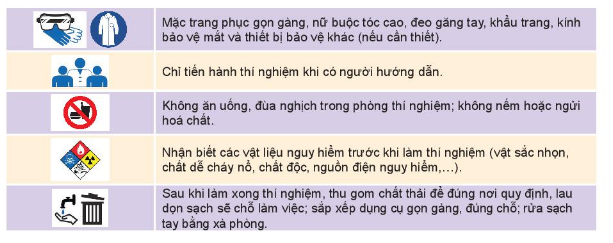 Mặc trang phục gọn gàng, nữ buộc tóc cao, đeo găng tay, khẩu trang, kính
bảo vệ mắt và thiết bị bảo vệ khác (nếu cần thiết).
Chỉ tiến hành thí nghiệm khi có người hướng dẫn.
Không ăn uống, đùa nghịch trong phòng thí nghiệm; không nếm hoặc ngửi
hoá chất.
Nhận biết các vật liệu nguy hiểm trước khi làm thí nghiệm (vật sắc nhọn,
chất dễ cháy nổ, chất độc, nguồn điện nguy hiểm,…).
Sau khi làm xong thí nghiệm, thu gom chất thải để đúng nơi quy định, lau
dọn sạch sẽ chỗ làm việc; sắp xếp dụng cụ gọn gàng, đúng chỗ; rửa sạch
tay bằng xà phòng.